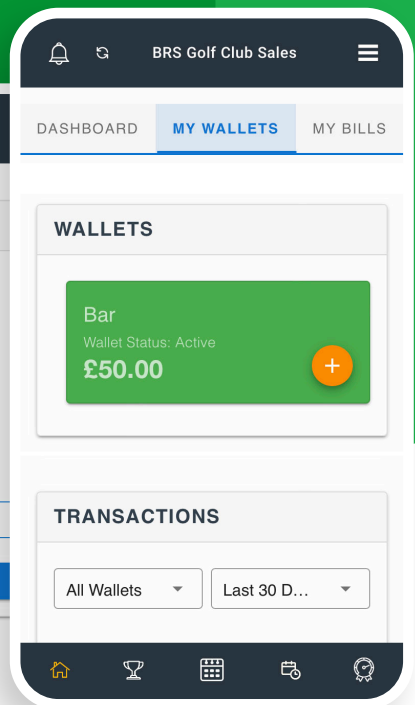 BRS Golf Club Sales
DASHBOARD MY WALLETS MY BILLS
WALLETS
Bar
Wallet Status: Active
£50.00
+
TRANSACTIONS
All Wallets Last 30 D...